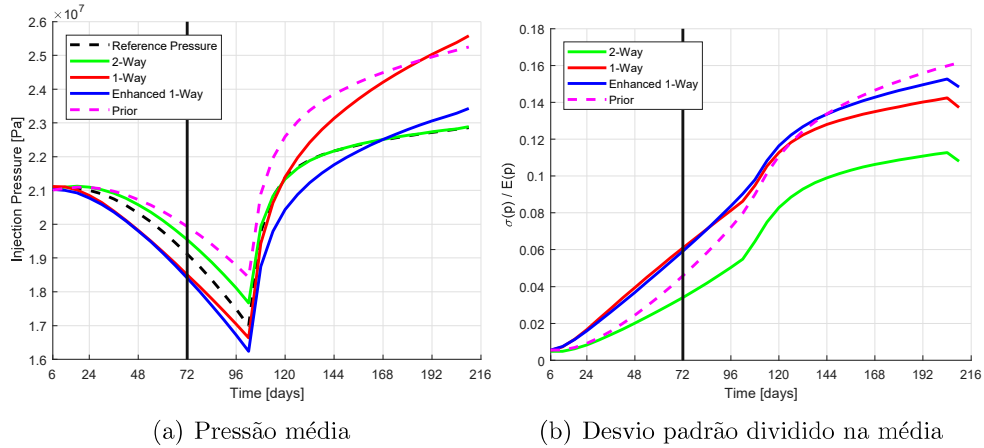 × 10^7
2.6
2.5
2.4
2.3
2.2
2.1
2
1.9
1.8
1.7
1.6
Injection Pressure [Pa]
Reference Pressure
2-Way
1-Way
Enhanced 1-Way
Prior
6 24 48 72 96 120 144 168 192 216
Time [days]
(a) Pressão média
0.18
0.16
0.14
0.12
0.1
0.08
0.06
0.04
0.02
0
σ(p) / E(p)
2-Way
1-Way
Enhanced 1-Way
Prior
6 24 48 72 96 120 144 168 192 216
Time [days]
(b) Desvio padrão dividido na média